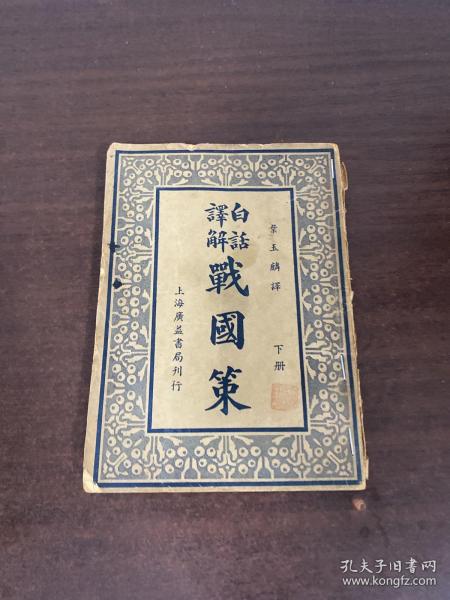 葉玉麟譯 下册
白話
譯解
戰國策
上海廣益書局刊行
孔夫子旧书网
www.kongfz.com